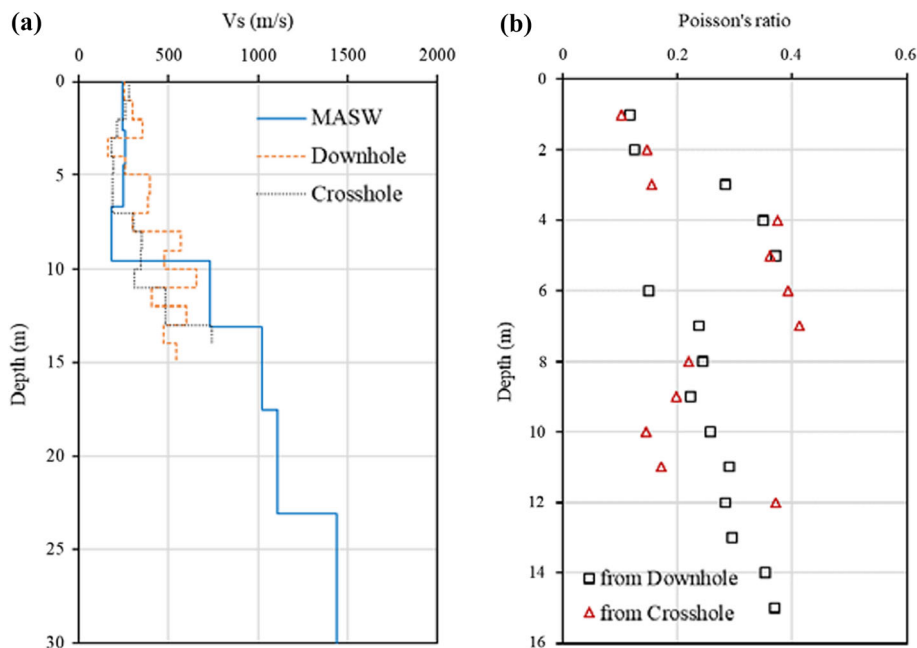 (a)
Vs (m/s)
0 500 1000 1500 2000
0
5
10
15
20
25
30
Depth (m)
MASW
Downhole
Crosshole
(b)
Poisson's ratio
0 0.2 0.4 0.6
0
2
4
6
8
10
12
14
16
Depth (m)
from Downhole
from Crosshole